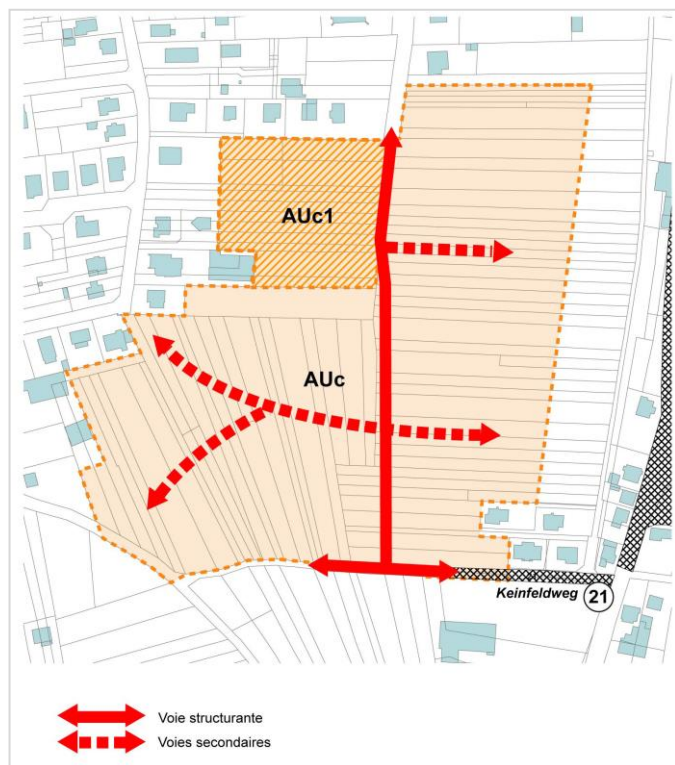 AUc1
AUc
Keinfeldweg 21
Voie structurante
Voies secondaires